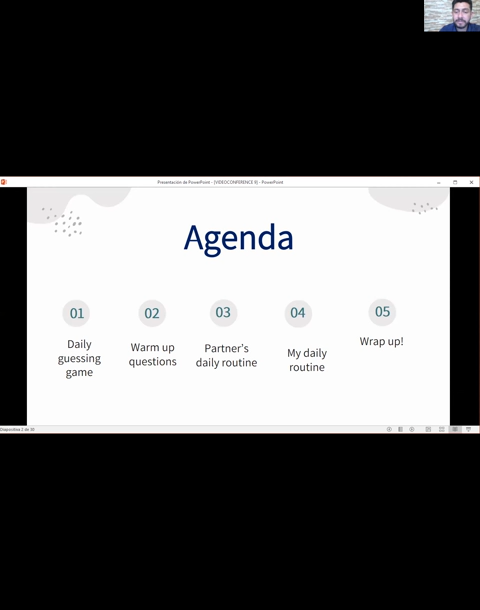 Presentación de PowerPoint - [VIDEOCONFERENCE 9] - PowerPoint
Agenda
01
Daily
guessing
game
02
Warm up
questions
03
Partner's
daily routine
04
My daily
routine
05
Wrap up!
Diapositiva 2 de 30